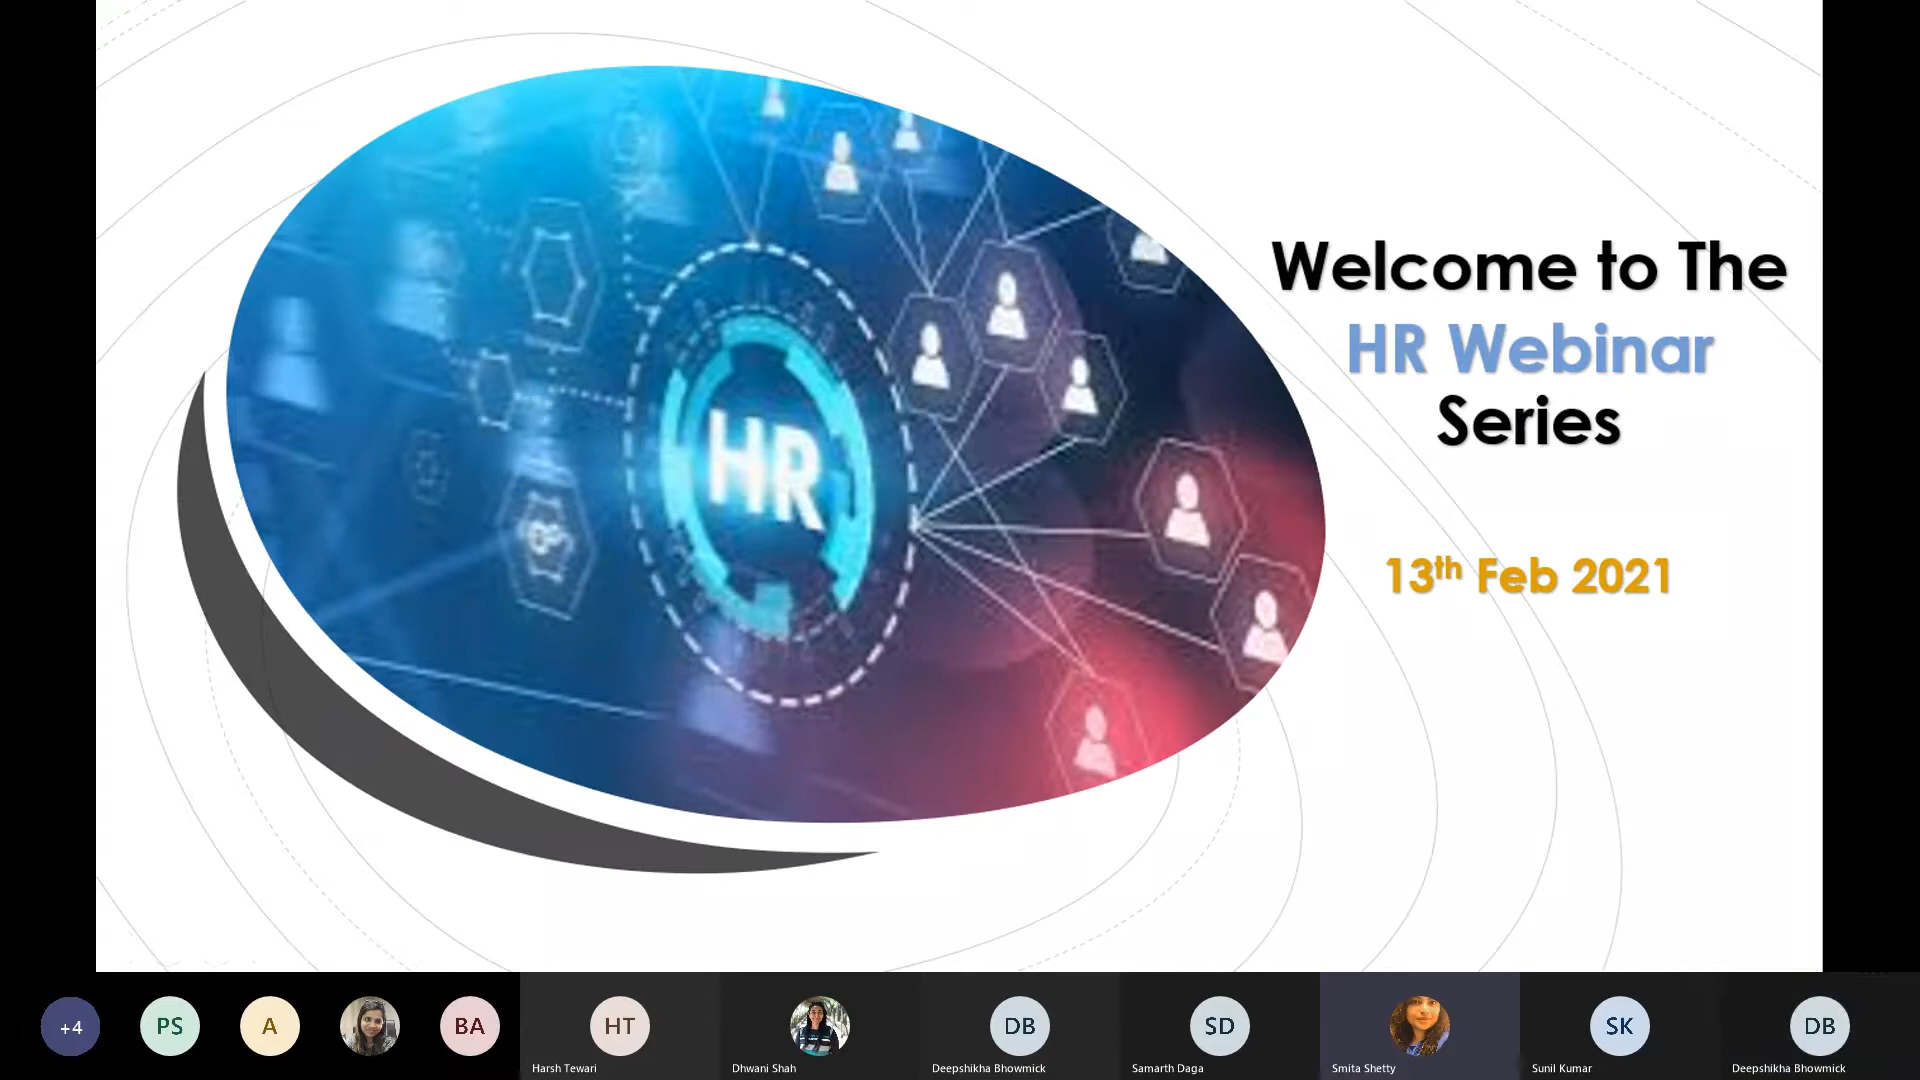 Welcome to The
HR Webinar
Series
13th Feb 2021
HR
+4
PS
A
BA
HT
DB
SD
SK
DB
Harsh Tewari
Dhwani Shah
Deepshikha Bhowmick
Samarth Daga
Smita Shetty
Sunil Kumar
Deepshikha Bhowmick